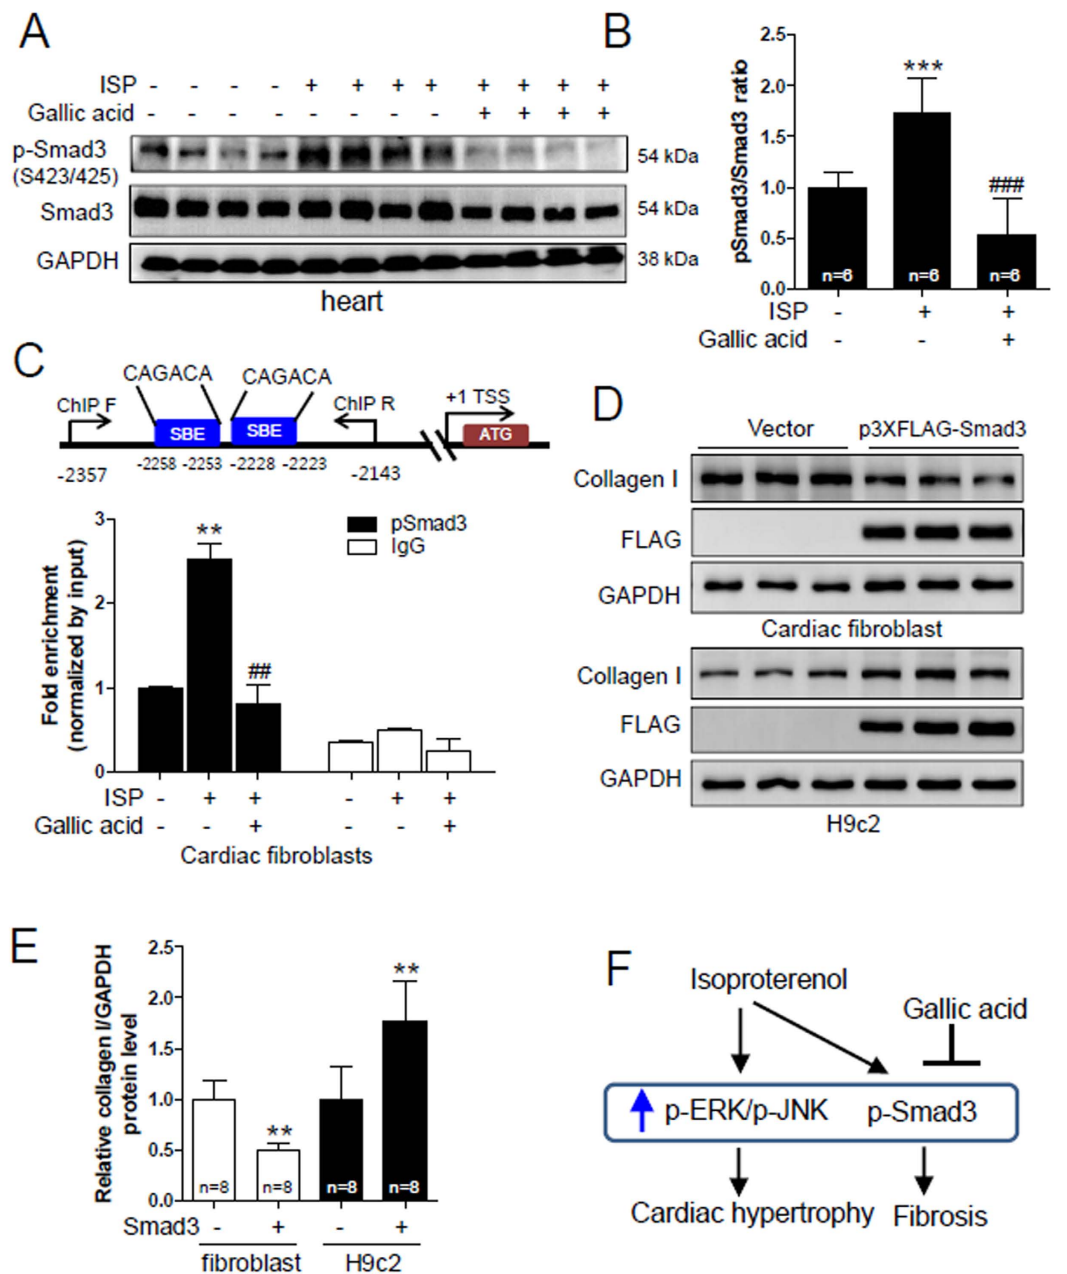 A
ISP - - - - + + + + + + + +
Gallic acid - - - - - - - - + + + +
p-Smad3
(S423/425)
54 kDa
Smad3
54 kDa
GAPDH
38 kDa
heart
B
pSmad3/Smad3 ratio
2.5
2.0
1.5
1.0
0.5
0.0
***
###
n=6 n=6 n=6
ISP - + +
Gallic acid - - +
C
CAGACA CAGACA
ChIP F
ChIP R
+1 TSS
SBE SBE
ATG
-2357
-2258 -2253 -2228 -2223
-2143
Fold enrichment
(normalized by input)
3
2
1
0
**
##
pSmad3
IgG
ISP - + + - + +
Gallic acid - - + - - +
Cardiac fibroblasts
D
Vector p3XFLAG-Smad3
Collagen I
FLAG
GAPDH
Cardiac fibroblast
Collagen I
FLAG
GAPDH
H9c2
E
Relative collagen I/GAPDH
protein level
2.5
2.0
1.5
1.0
0.5
0.0
**
**
n=8 n=8 n=8 n=8
Smad3 - + - +
fibroblast H9c2
F
Isoproterenol
Gallic acid
p-ERK/p-JNK p-Smad3
Cardiac hypertrophy Fibrosis